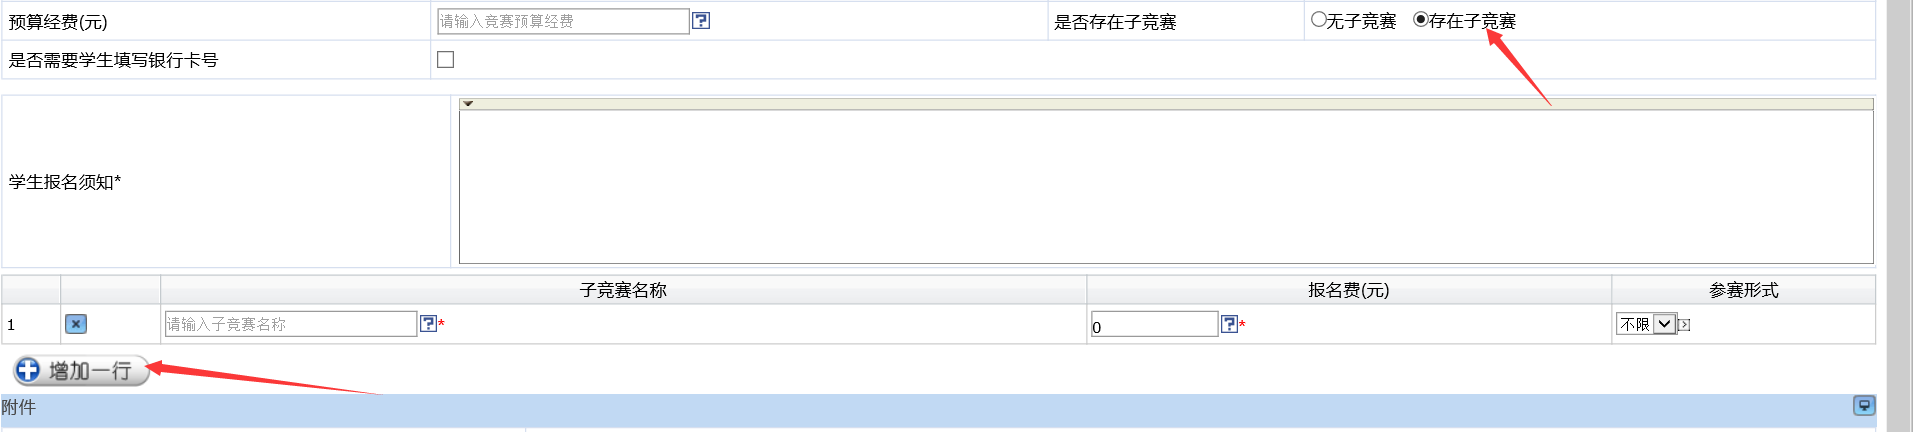 预算经费(元) 请输入竞赛预算经费 是否存在子竞赛 无子竞赛 存在子竞赛
是否需要学生填写银行卡号
学生报名须知*
子竞赛名称 报名费(元) 参赛形式
1 请输入子竞赛名称 * 0 * 不限
增加一行
附件